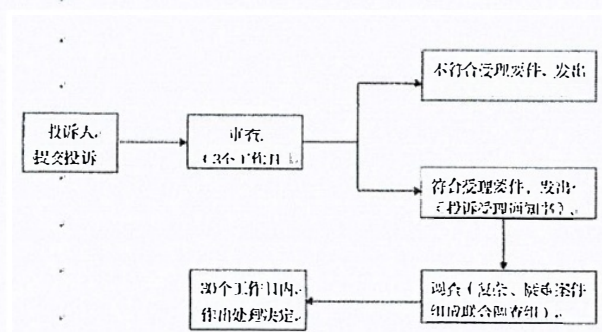 投诉人
提交投诉
审查
（3个工作日
不符合受理要件、发出
符合受理要件，发出
（投诉受理通知书）
调查（复杂、疑难案件
组成联合调查组）
30个工作日内
作出处理决定